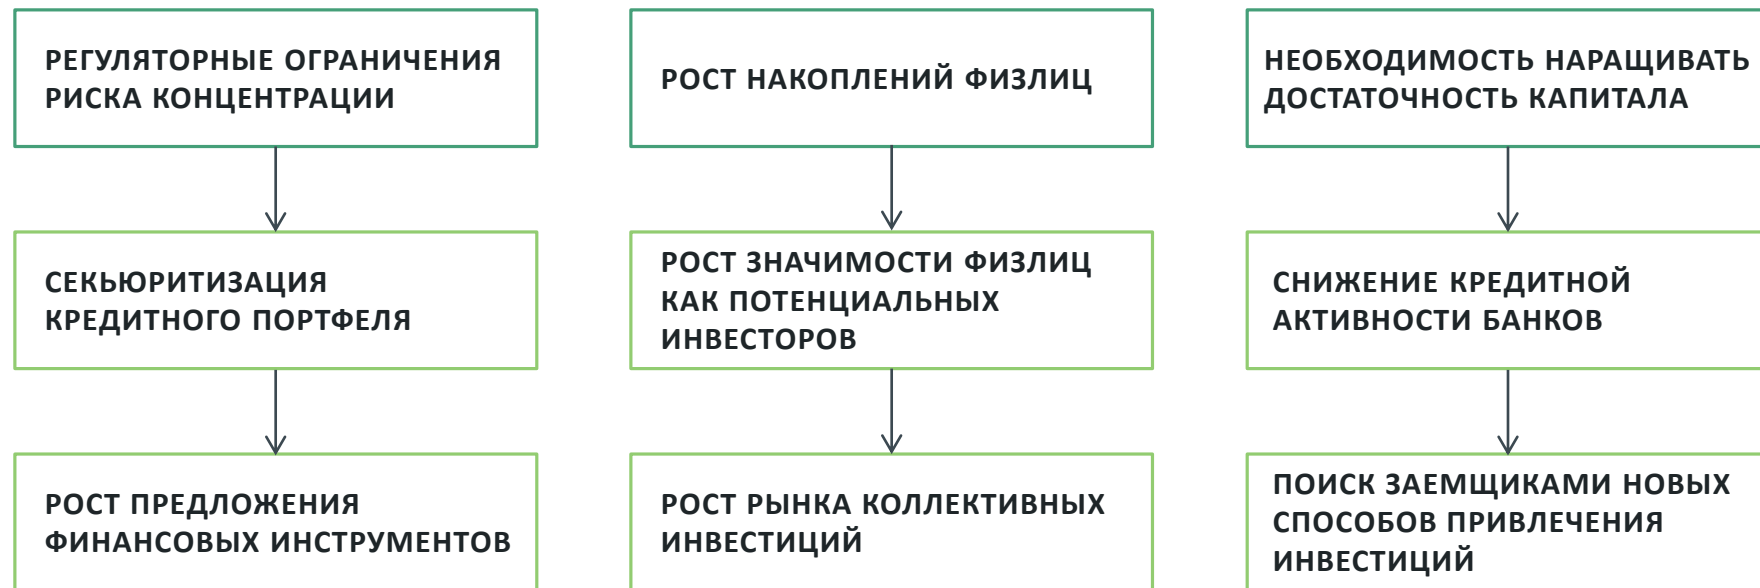 РЕГУЛЯТОРНЫЕ ОГРАНИЧЕНИЯ
РИСКА КОНЦЕНТРАЦИИ
РОСТ НАКОПЛЕНИЙ ФИЗЛИЦ
НЕОБХОДИМОСТЬ НАРАЩИВАТЬ
ДОСТАТОЧНОСТЬ КАПИТАЛА
СЕКЬЮРИТИЗАЦИЯ
КРЕДИТНОГО ПОРТФЕЛЯ
РОСТ ЗНАЧИМОСТИ ФИЗЛИЦ
КАК ПОТЕНЦИАЛЬНЫХ
ИНВЕСТОРОВ
СНИЖЕНИЕ КРЕДИТНОЙ
АКТИВНОСТИ БАНКОВ
РОСТ ПРЕДЛОЖЕНИЯ
ФИНАНСОВЫХ ИНСТРУМЕНТОВ
РОСТ РЫНКА КОЛЛЕКТИВНЫХ
ИНВЕСТИЦИЙ
ПОИСК ЗАЕМЩИКАМИ НОВЫХ
СПОСОБОВ ПРИВЛЕЧЕНИЯ
ИНВЕСТИЦИЙ